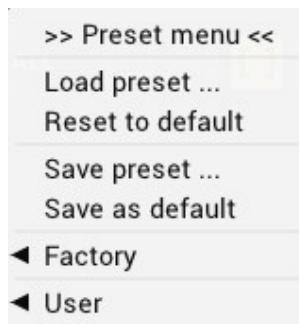 >> Preset menu <<
Load preset ...
Reset to default
Save preset ...
Save as default
Factory
User